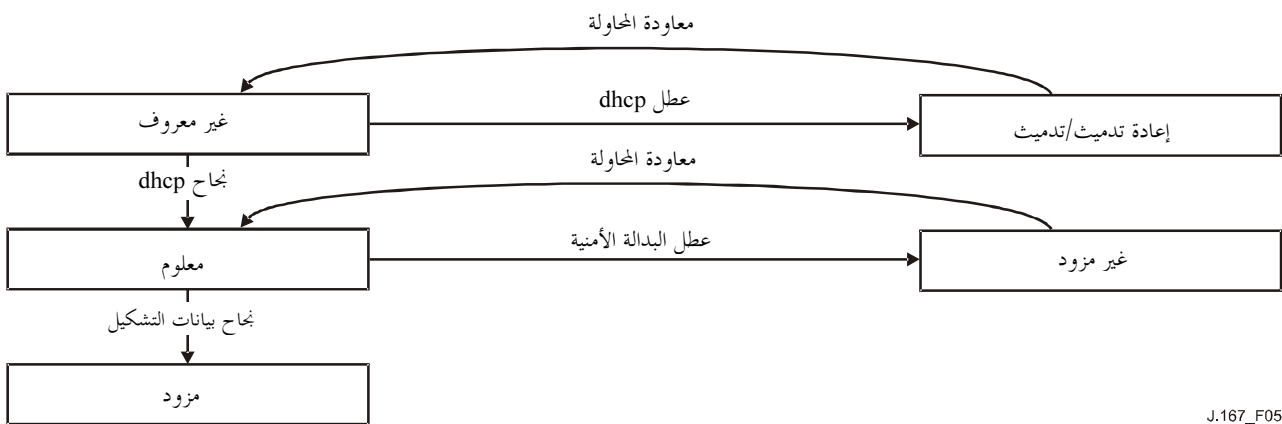 معاودة المحاولة
عطل dhcp
غير معروف
إعادة تدميث/تدميث
نجاح dhcp
معاودة المحاولة
معلوم
عطل البدالة الأمنية
غير مزود
نجاح بيانات التشكيل
مزود
J.167_F05